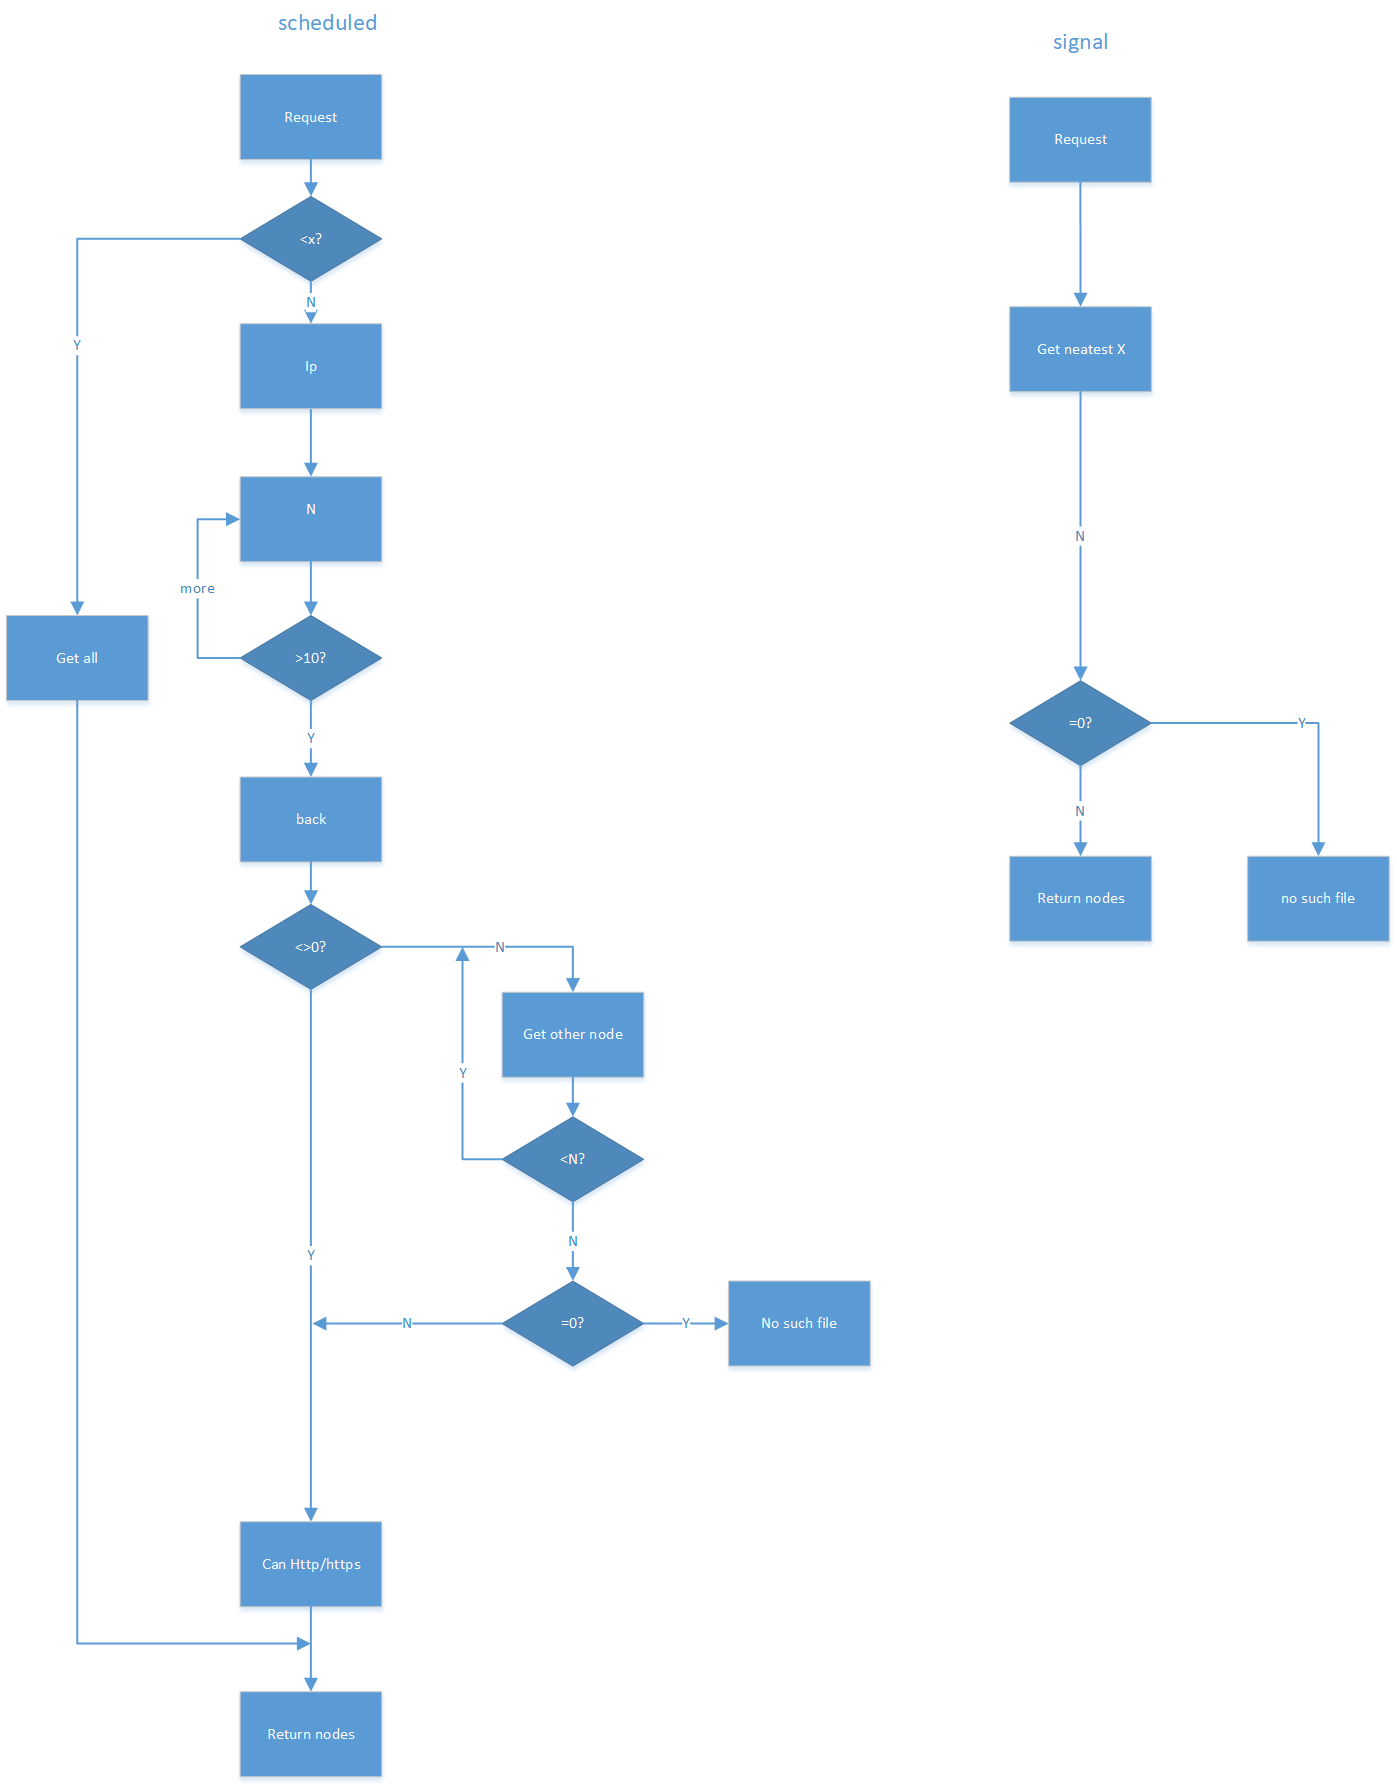 scheduled
Request
<x?
N
Y
Ip
N
more
Get all
>10?
Y
back
<>0?
N
Get other node
Y
<N?
N
Y
=0?
N
Y
No such file
Can Http/https
Return nodes
signal
Request
Get neatest X
N
=0?
Y
N
Return nodes
no such file